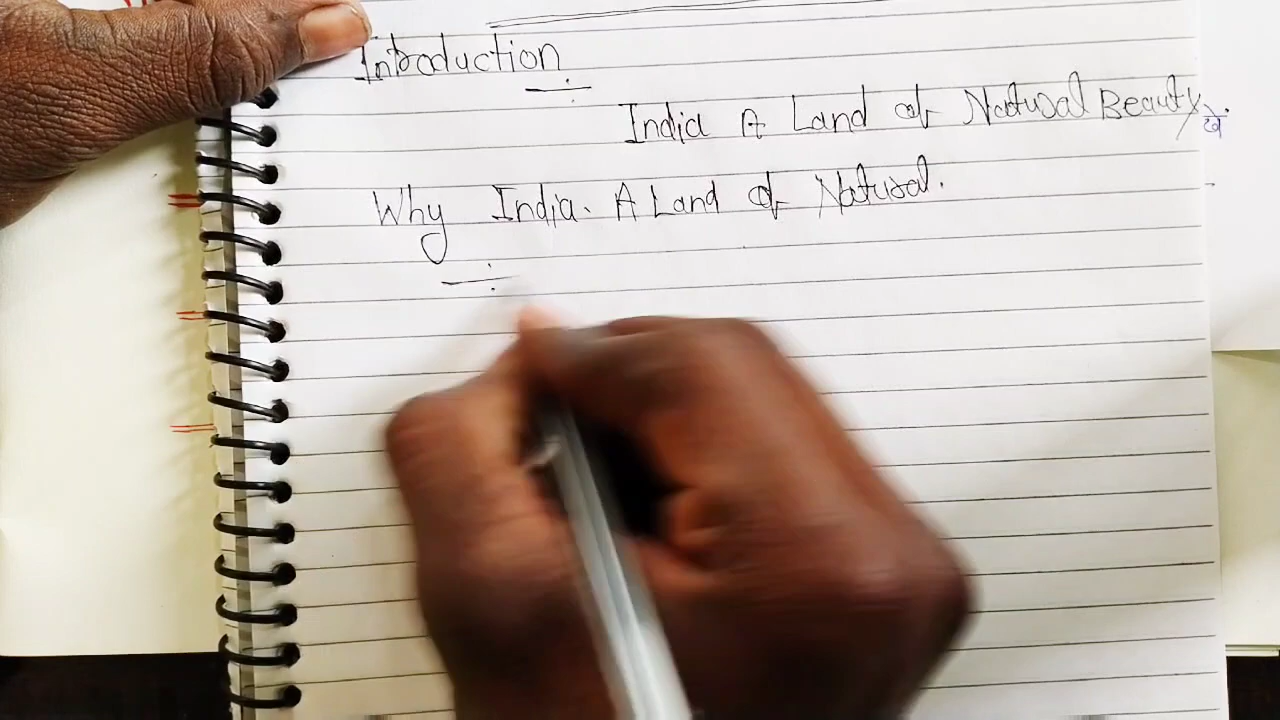 Introduction
India A Land of Natural Beauty.
Why India. A Land of Natural.